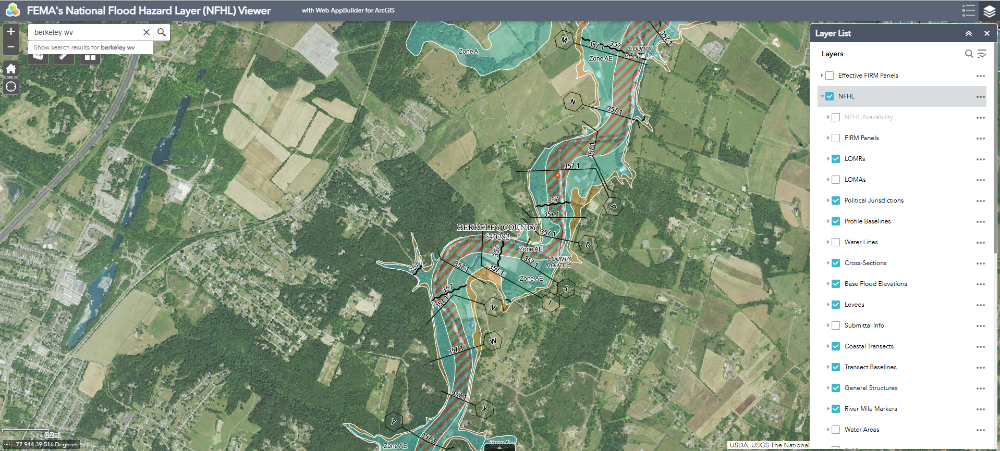 FEMA's National Flood Hazard Layer (NFHL) Viewer
with Web AppBuilder for ArcGIS
+
−
berkeley wv
Show search results for berkeley wv
Layer List
Layers
Effective FIRM Panels
NFHL
NFHL Availability
FIRM Panels
LOMRs
LOMAs
Political Jurisdictions
Profile Baselines
Water Lines
Cross-Sections
Base Flood Elevations
Levees
Submittal Info
Coastal Transects
Transect Baselines
General Structures
River Mile Markers
Water Areas
Zone A
M
357.1
357
357.1
COUNTY
ROUTE 12
Zone AE
N
357.1
357.1
357.1
P
357
357.1
BERKELEY COUNTY
540282
357.1
R
Zone AE
357
COUNTY
ROUTE 5
357.1
357.1
357.1
357
Zone AE
S
T
357
357.1
V
W
357.1
357.1
X
Y
357.1
Zone AE
Zone A
0.2mi
-77.944 39.516 Degrees
USDA, USGS The National